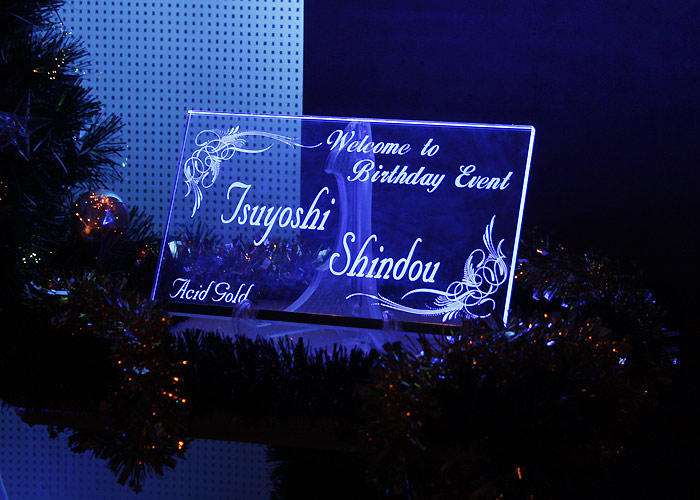 Welcome to
Birthday Event
Tsuyoshi
Shindou
Acid Gold